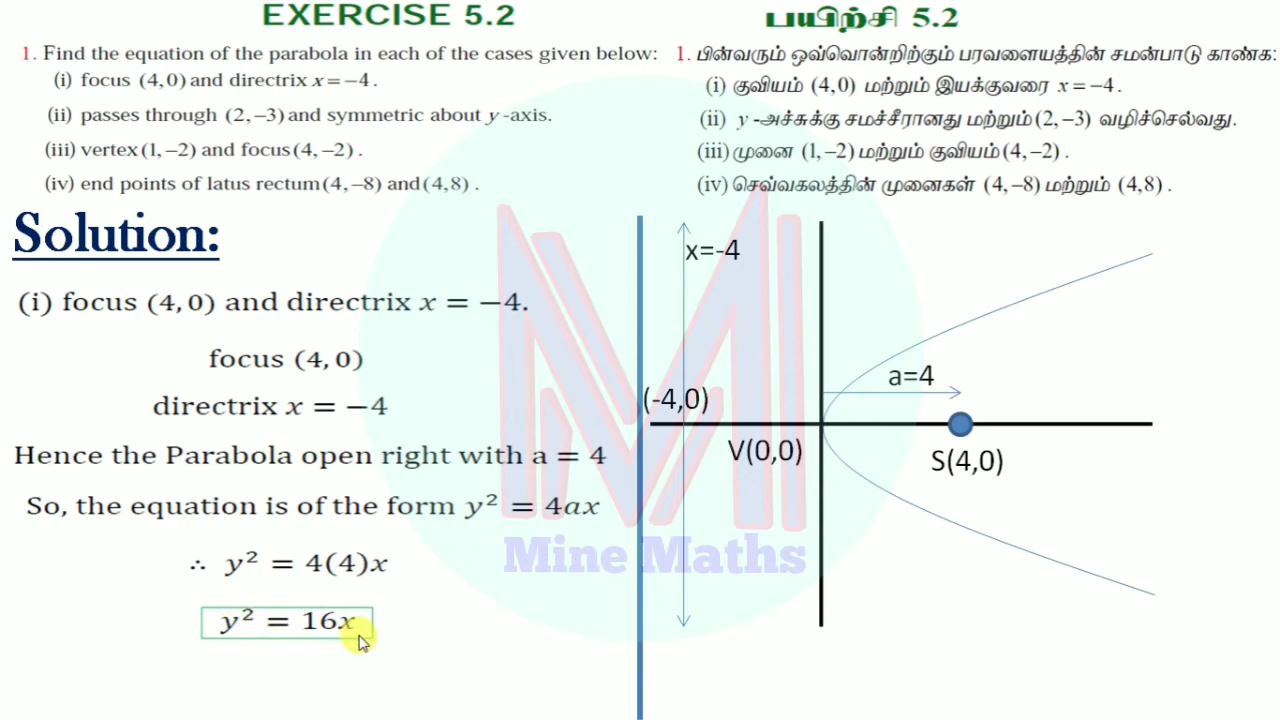 EXERCISE 5.2
1. Find the equation of the parabola in each of the cases given below:
(i) focus (4,0) and directrix x = −4.
(ii) passes through (2,−3) and symmetric about y -axis.
(iii) vertex (1,−2) and focus (4,−2).
(iv) end points of latus rectum (4,−8) and (4,8).
பயிற்சி 5.2
1. பின்வரும் ஒவ்வொன்றிற்கும் பரவளையத்தின் சமன்பாடு காண்க:
(i) குவியம் (4,0) மற்றும் இயக்குவரை x = −4.
(ii) y -அச்சுக்கு சமச்சீரானது மற்றும் (2,−3) வழிச்செல்வது.
(iii) முனை (1,−2) மற்றும் குவியம் (4,−2).
(iv) செவ்வகலத்தின் முனைகள் (4,−8) மற்றும் (4,8).
Solution:
(i) focus (4, 0) and directrix x = −4.
focus (4, 0)
directrix x = −4
Hence the Parabola open right with a = 4
So, the equation is of the form y² = 4ax
∴ y² = 4(4)x
y² = 16x
x=-4
(-4,0)
a=4
V(0,0)
S(4,0)
Mine Maths